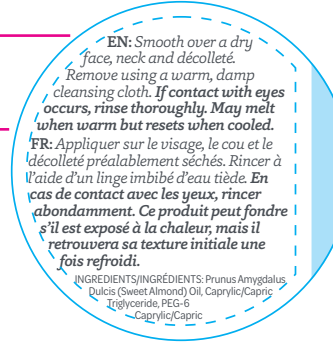 EN: Smooth over a dry
face, neck and décolleté.
Remove using a warm, damp
cleansing cloth. If contact with eyes
occurs, rinse thoroughly. May melt
when warm but resets when cooled.
FR: Appliquer sur le visage, le cou et le
décolleté préalablement séchés. Rincer à
l'aide d'un linge imbibé d'eau tiède. En
cas de contact avec les yeux, rincer
abondamment. Ce produit peut fondre
s'il est exposé à la chaleur, mais il
retrouvera sa texture initiale une
fois refroidi.
INGREDIENTS/INGRÉDIENTS: Prunus Amygdalus
Dulcis (Sweet Almond) Oil, Caprylic/Capric
Triglyceride, PEG-6
Caprylic/Capric